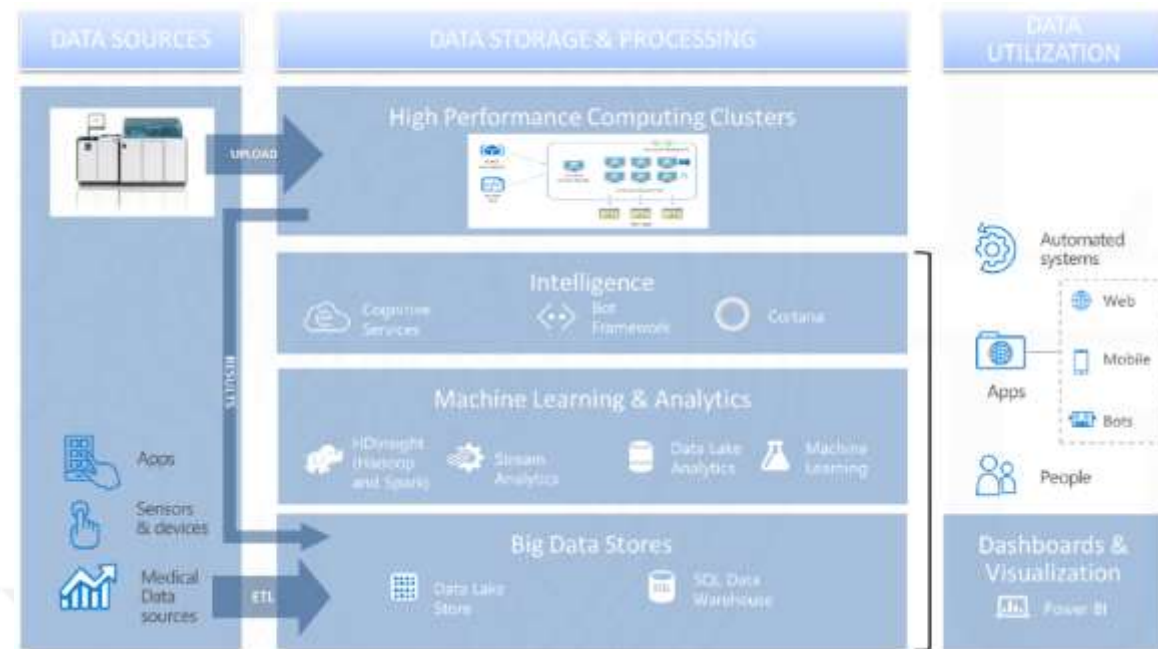 DATA SOURCES
DATA STORAGE & PROCESSING
DATA
UTILIZATION
UPLOAD
High Performance Computing Clusters
Intelligence
Cognitive
Services
Bot
Framework
Cortana
RESULTS
Machine Learning & Analytics
HDInsight
(Hadoop
and Spark)
Stream
Analytics
Data Lake
Analytics
Machine
Learning
Apps
Sensors
& devices
Medical
Data
sources
ETL
Big Data Stores
Data Lake
Store
SQL
SQL Data
Warehouse
Automated
systems
Web
Mobile
Apps
Bots
People
Dashboards &
Visualization
Power BI